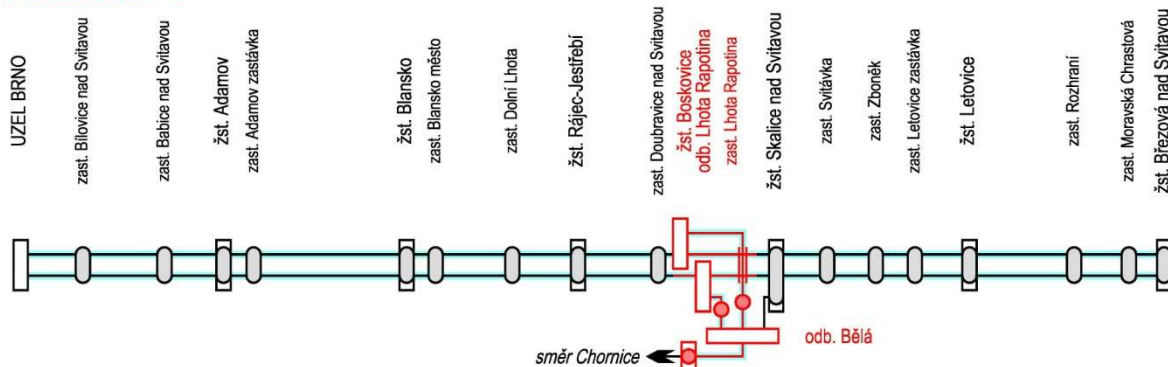 UZEL BRNO
zast. Bílovice nad Svitavou
zast. Babice nad Svitavou
žst. Adamov
zast. Adamov zastávka
žst. Blansko
zast. Blansko město
zast. Dolní Lhota
žst. Rájec-Jestřebí
zast. Doubravice nad Svitavou
žst. Boskovice
odb. Lhota Rapotina
zast. Lhota Rapotina
žst. Skalice nad Svitavou
zast. Svitávka
zast. Zboněk
zast. Letovice zastávka
žst. Letovice
zast. Rozhraní
zast. Moravská Chrastová
žst. Březová nad Svitavou
odb. Bělá
směr Chornice